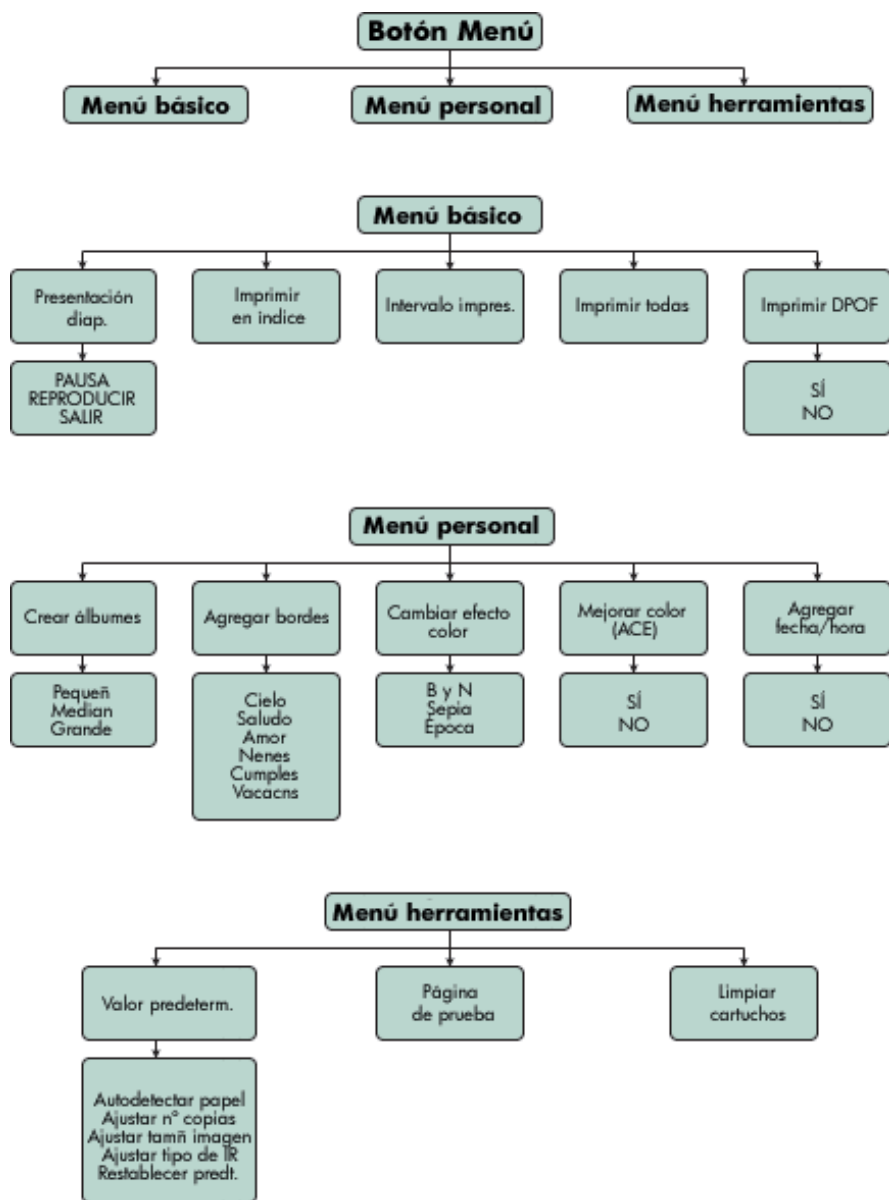 Botón Menú
Menú básico
Menú personal
Menú herramientas
Menú básico
Presentación
diap.
Imprimir
en indice
Intervalo impres.
Imprimir todas
Imprimir DPOF
PAUSA
REPRODUCIR
SALIR
SÍ
NO
Menú personal
Crear álbumes
Agregar bordes
Cambiar efecto
color
Mejorar color
(ACE)
Agregar
fecha/hora
Pequeñ
Median
Grande
Cielo
Saludo
Amor
Nenes
Cumples
Vacacns
B y N
Sepia
Época
SÍ
NO
SÍ
NO
Menú herramientas
Valor predeterm.
Página
de prueba
Limpiar
cartuchos
Autodetectar papel
Ajustar nº copias
Ajustar tamñ imagen
Ajustar tipo de IR
Restablecer predt.